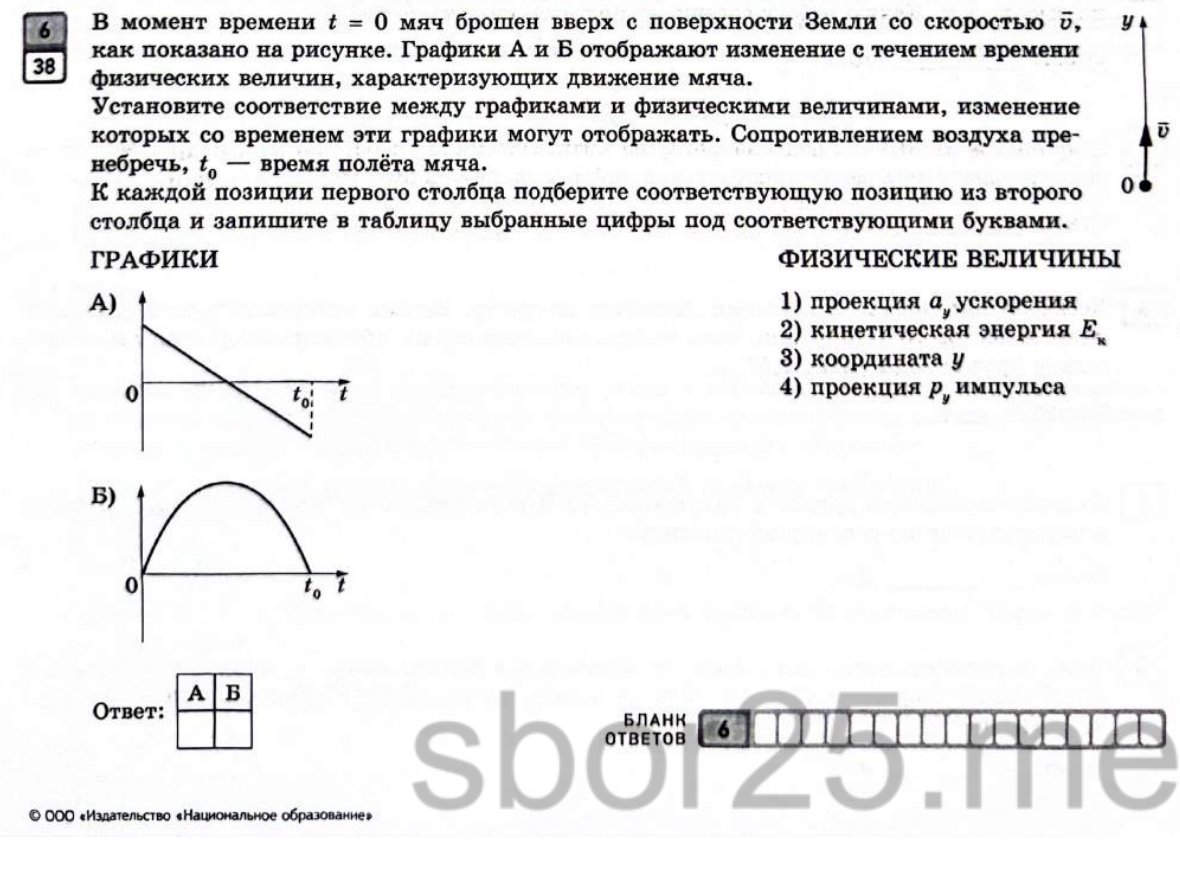 6
38
В момент времени t = 0 мяч брошен вверх с поверхности Земли со скоростью v̄,
как показано на рисунке. Графики А и Б отображают изменение с течением времени
физических величин, характеризующих движение мяча.
Установите соответствие между графиками и физическими величинами, изменение
которых со временем эти графики могут отображать. Сопротивлением воздуха пре-
небречь, t₀ — время полёта мяча.
К каждой позиции первого столбца подберите соответствующую позицию из второго
столбца и запишите в таблицу выбранные цифры под соответствующими буквами.
y
v̄
0
ГРАФИКИ
А)
0
t₀
t
Б)
0
t₀
t
ФИЗИЧЕСКИЕ ВЕЛИЧИНЫ
1) проекция aᵧ ускорения
2) кинетическая энергия Eₖ
3) координата y
4) проекция pᵧ импульса
Ответ:
А Б
БЛАНК
ОТВЕТОВ
6
sbor25.me
© ООО «Издательство «Национальное образование»